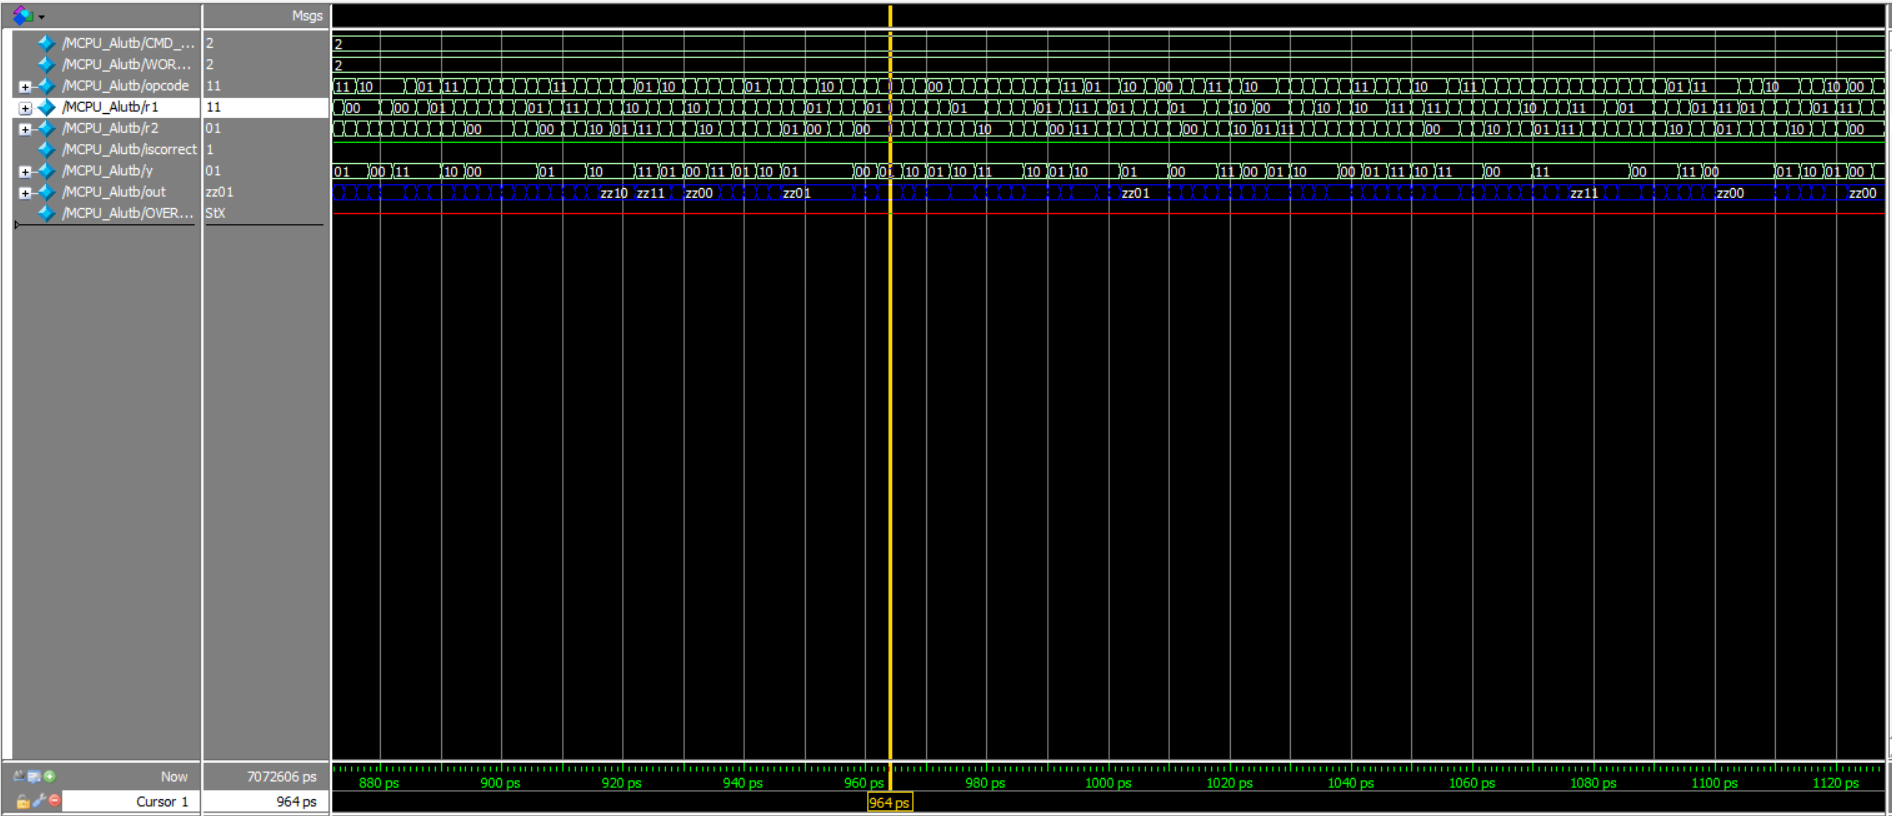 Msgs
/MCPU_Alutb/CMD_... 2 2
/MCPU_Alutb/WOR... 2 2
/MCPU_Alutb/opcode 11 11 10 01 11 11 01 10 01 10 00 11 01 10 00 11 10 11 10 11 01 11 10 10 00
/MCPU_Alutb/r1 11 00 00 01 01 11 10 10 01 01 01 01 11 01 01 10 00 10 10 11 11 10 11 01 01 11 01 01 11
/MCPU_Alutb/r2 01 00 00 10 01 11 10 01 00 00 10 00 11 00 10 01 11 00 10 01 11 10 01 10 00
/MCPU_Alutb/iscorrect 1
/MCPU_Alutb/y 01 01 00 11 10 00 01 10 11 01 00 11 01 10 01 00 01 10 01 10 11 10 01 10 01 00 11 00 01 10 00 01 11 10 11 00 11 00 11 00 01 10 01 00
/MCPU_Alutb/out zz01 zz10 zz11 zz00 zz01 zz01 zz11 zz00 zz00
/MCPU_Alutb/OVER... StX
Now 7072606 ps 880 ps 900 ps 920 ps 940 ps 960 ps 980 ps 1000 ps 1020 ps 1040 ps 1060 ps 1080 ps 1100 ps 1120 ps
Cursor 1 964 ps 964 ps